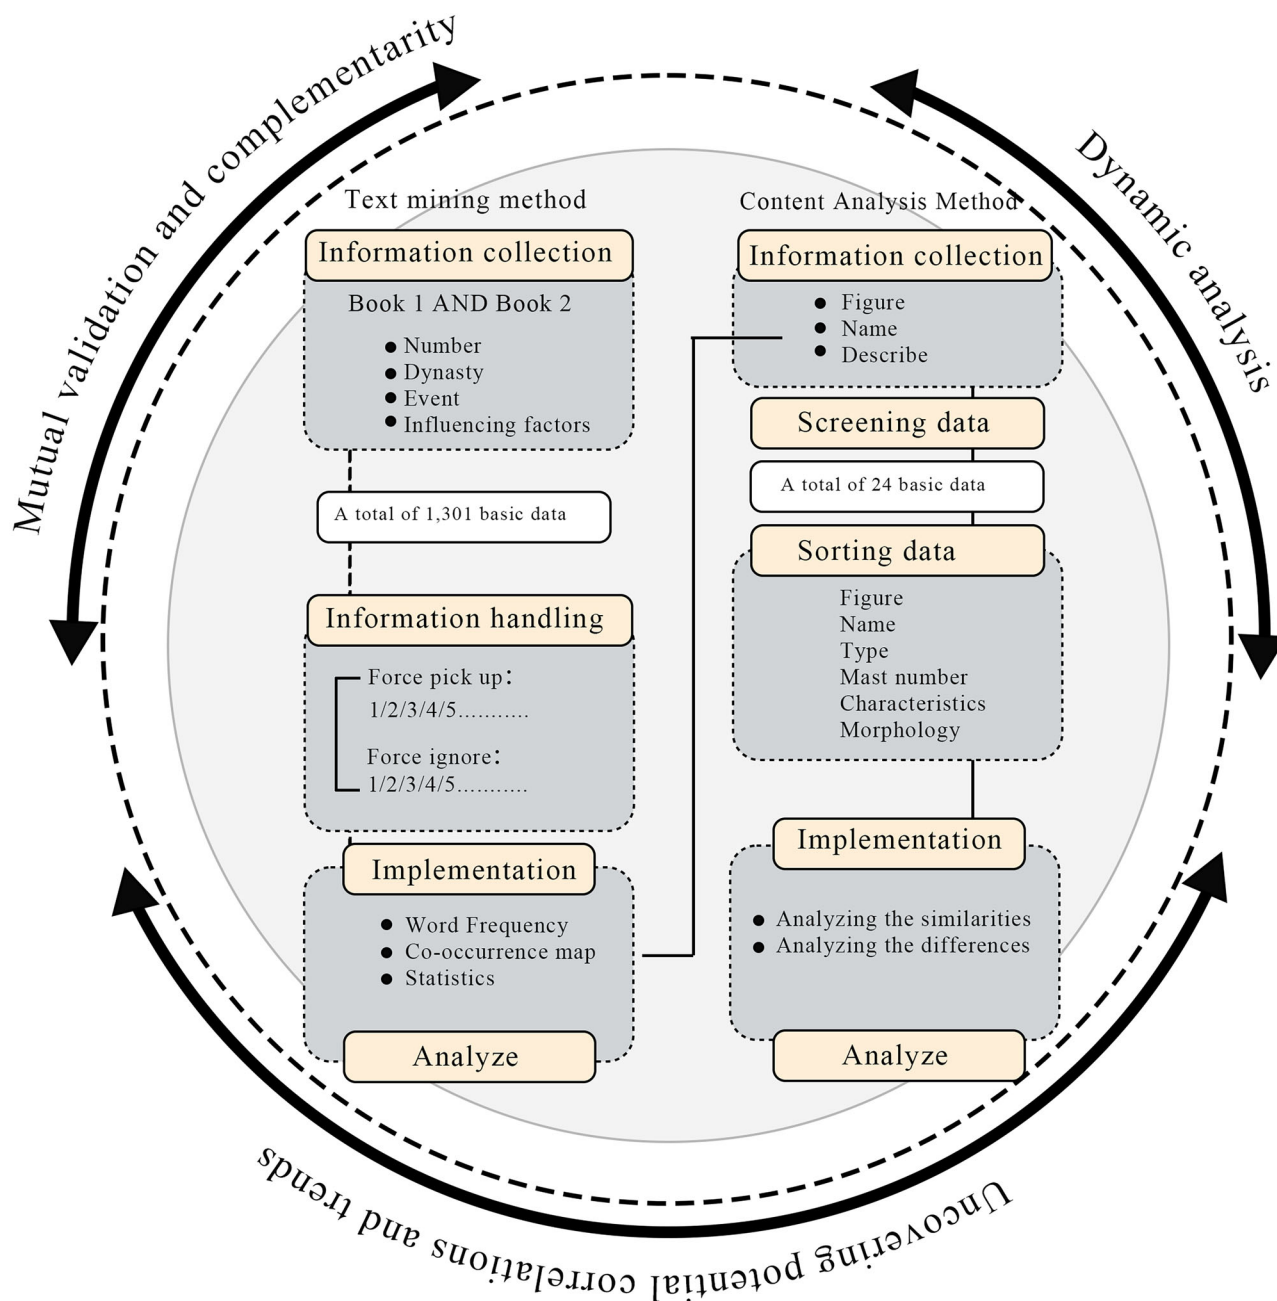 Mutual validation and complementarity
Dynamic analysis
Text mining method
Information collection
Book 1 AND Book 2
● Number
● Dynasty
● Event
● Influencing factors
A total of 1,301 basic data
Information handling
Force pick up：
1/2/3/4/5...........
Force ignore：
1/2/3/4/5...........
Implementation
● Word Frequency
● Co-occurrence map
● Statistics
Analyze
Content Analysis Method
Information collection
● Figure
● Name
● Describe
Screening data
A total of 24 basic data
Sorting data
Figure
Name
Type
Mast number
Characteristics
Morphology
Implementation
● Analyzing the similarities
● Analyzing the differences
Analyze
Uncovering potential correlations and trends